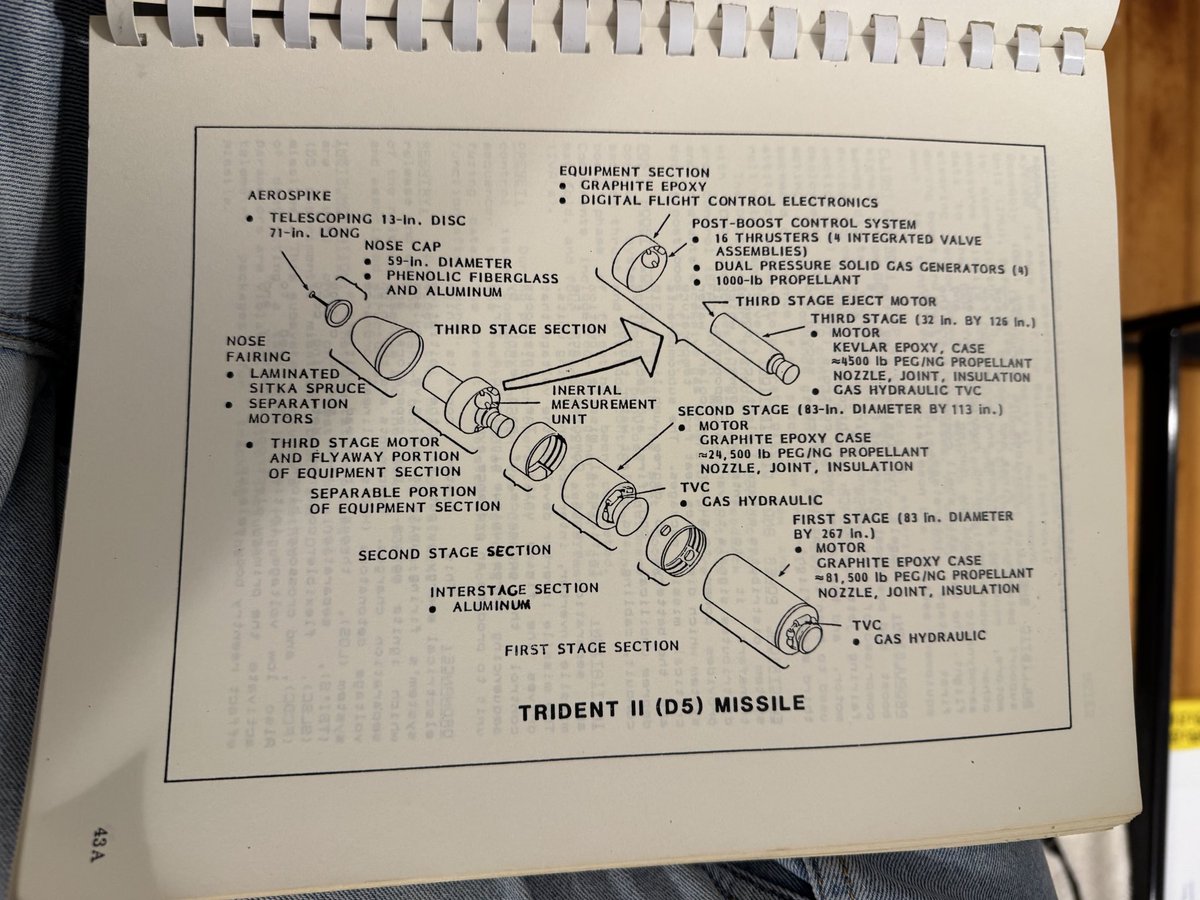 AEROSPIKE
• TELESCOPING 13-In. DISC
71-In. LONG
NOSE CAP
• 59-In. DIAMETER
• PHENOLIC FIBERGLASS
AND ALUMINUM
EQUIPMENT SECTION
• GRAPHITE EPOXY
• DIGITAL FLIGHT CONTROL ELECTRONICS
POST-BOOST CONTROL SYSTEM
• 16 THRUSTERS (4 INTEGRATED VALVE
ASSEMBLIES)
• DUAL PRESSURE SOLID GAS GENERATORS (4)
• 1000-lb PROPELLANT
THIRD STAGE EJECT MOTOR
THIRD STAGE (32 In. BY 126 In.)
• MOTOR
KEVLAR EPOXY, CASE
≈4500 lb PEG/NG PROPELLANT
NOZZLE, JOINT, INSULATION
• GAS HYDRAULIC TVC
THIRD STAGE SECTION
NOSE
FAIRING
• LAMINATED
SITKA SPRUCE
• SEPARATION
MOTORS
INERTIAL
MEASUREMENT
UNIT
• THIRD STAGE MOTOR
AND FLYAWAY PORTION
OF EQUIPMENT SECTION
SECOND STAGE (83-In. DIAMETER BY 113 in.)
• MOTOR
GRAPHITE EPOXY CASE
≈24,500 lb PEG/NG PROPELLANT
NOZZLE, JOINT, INSULATION
SEPARABLE PORTION
OF EQUIPMENT SECTION
TVC
• GAS HYDRAULIC
SECOND STAGE SECTION
FIRST STAGE (83 in. DIAMETER
BY 267 in.)
• MOTOR
GRAPHITE EPOXY CASE
≈81,500 lb PEG/NG PROPELLANT
NOZZLE, JOINT, INSULATION
INTERSTAGE SECTION
• ALUMINUM
TVC
• GAS HYDRAULIC
FIRST STAGE SECTION
TRIDENT II (D5) MISSILE
43A